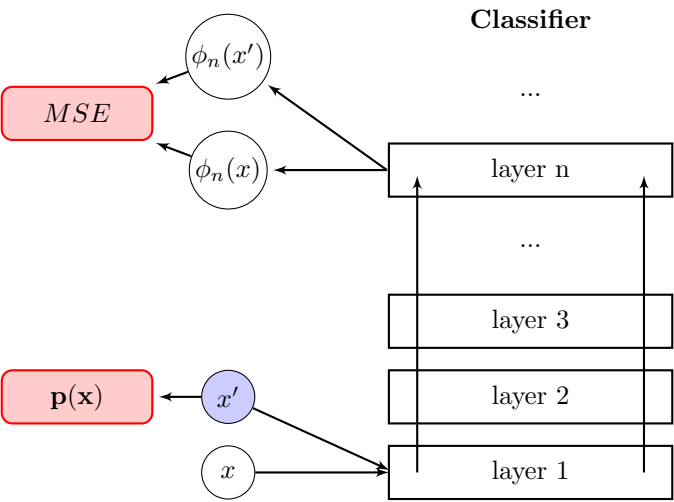 Classifier
ϕₙ(x′)
...
MSE
ϕₙ(x)
layer n
...
layer 3
p(x)
x′
layer 2
x
layer 1